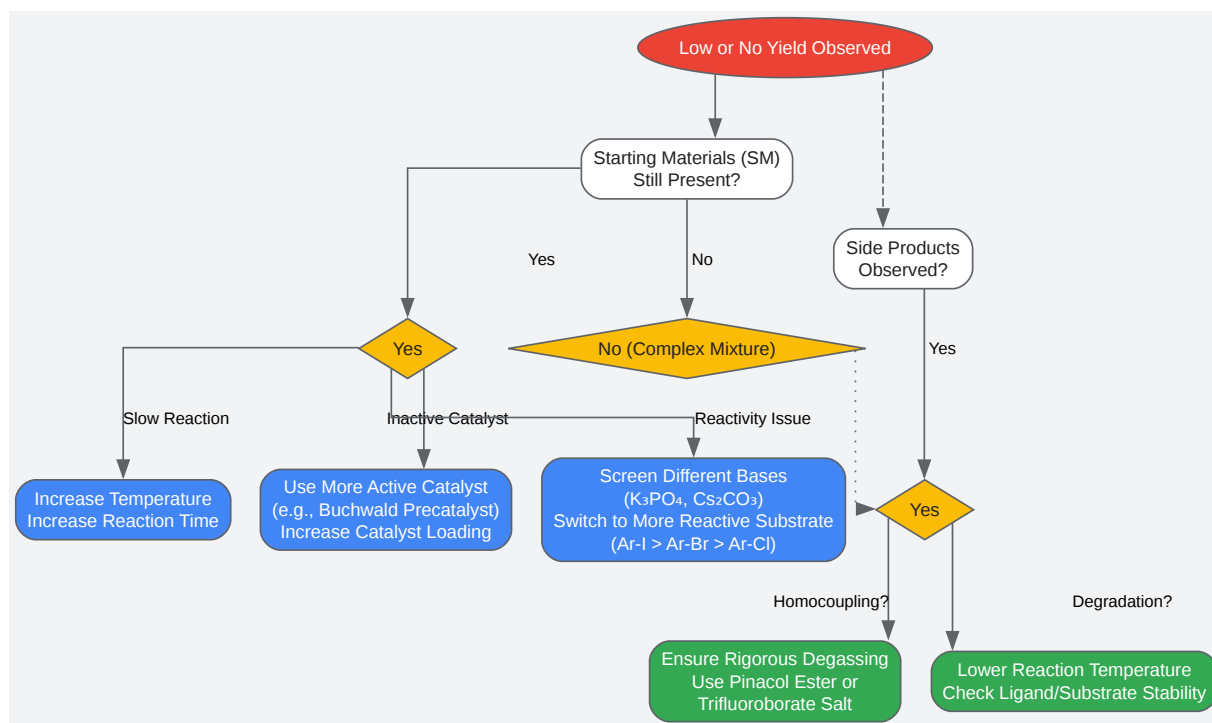 Low or No Yield Observed
Starting Materials (SM)
Still Present?
Side Products
Observed?
Yes
No
Yes
No (Complex Mixture)
Yes
Slow Reaction
Inactive Catalyst
Reactivity Issue
Increase Temperature
Increase Reaction Time
Use More Active Catalyst
(e.g., Buchwald Precatalyst)
Increase Catalyst Loading
Screen Different Bases
(K₃PO₄, Cs₂CO₃)
Switch to More Reactive Substrate
(Ar-I > Ar-Br > Ar-Cl)
Yes
Homocoupling?
Degradation?
Ensure Rigorous Degassing
Use Pinacol Ester or
Trifluoroborate Salt
Lower Reaction Temperature
Check Ligand/Substrate Stability